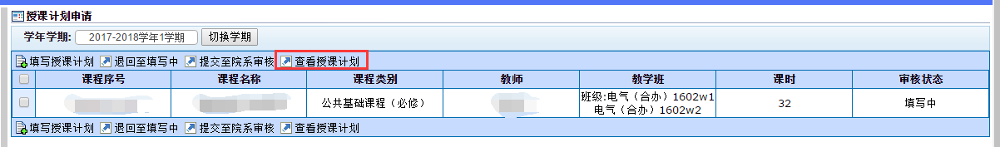 授课计划申请
学年学期: 2017-2018学年1学期 切换学期
填写授课计划 退回至填写中 提交至院系审核 查看授课计划
课程序号 课程名称 课程类别 教师 教学班 课时 审核状态
公共基础课程（必修） 班级:电气（合办）1602w1 32 填写中
电气（合办）1602w2
填写授课计划 退回至填写中 提交至院系审核 查看授课计划